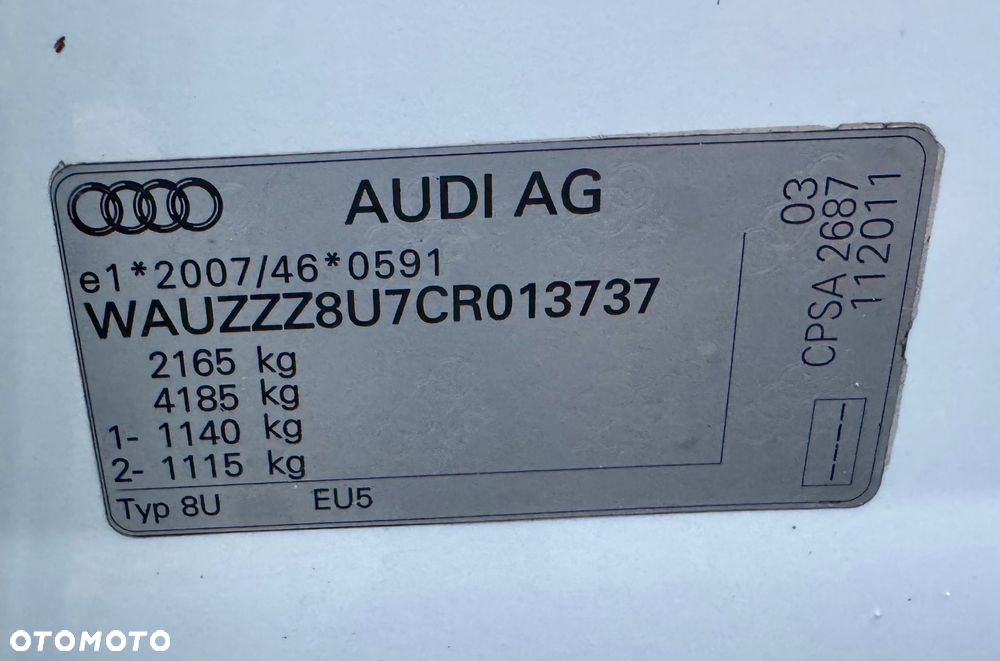 AUDI AG
e1*2007/46*0591
WAUZZZ8U7CR013737
2165 kg
4185 kg
1- 1140 kg
2- 1115 kg
Typ 8U EU5
03
CPSA 2687
112011
-----
OTOMOTO